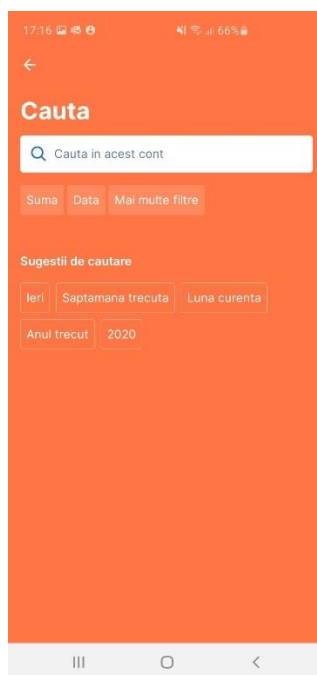 17:16 66%
Cauta
Cauta in acest cont
Suma Data Mai multe filtre
Sugestii de cautare
Ieri Saptamana trecuta Luna curenta
Anul trecut 2020